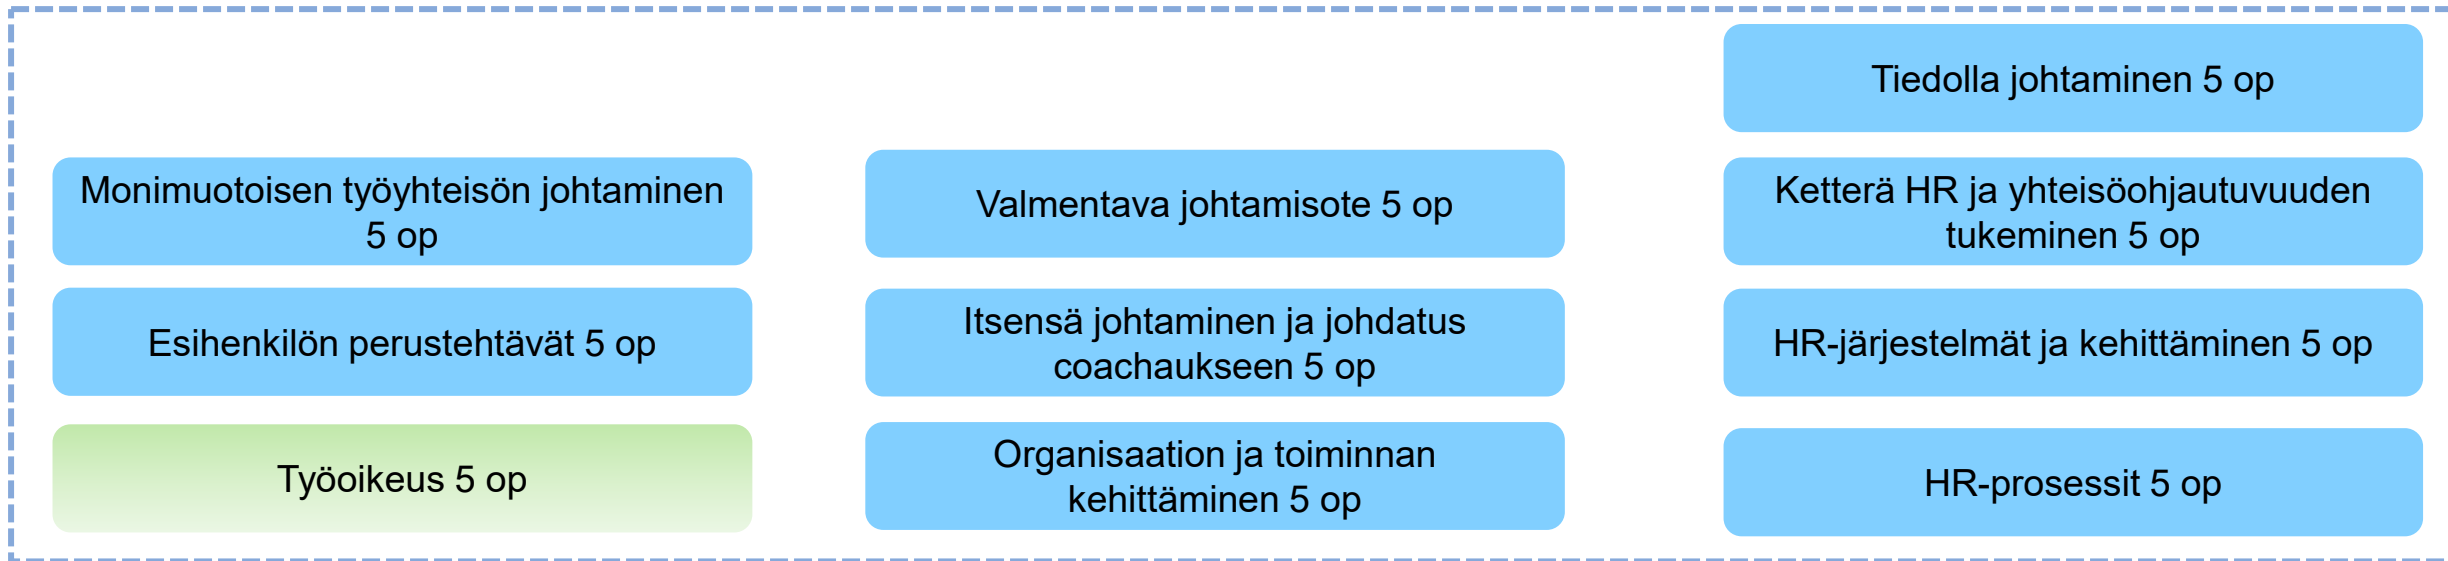 Monimuotoisen työyhteisön johtaminen
5 op
Esihenkilön perustehtävät 5 op
Työoikeus 5 op
Valmentava johtamisote 5 op
Itsensä johtaminen ja johdatus
coachaukseen 5 op
Organisaation ja toiminnan
kehittäminen 5 op
Tiedolla johtaminen 5 op
Ketterä HR ja yhteisöohjautuvuuden
tukeminen 5 op
HR-järjestelmät ja kehittäminen 5 op
HR-prosessit 5 op